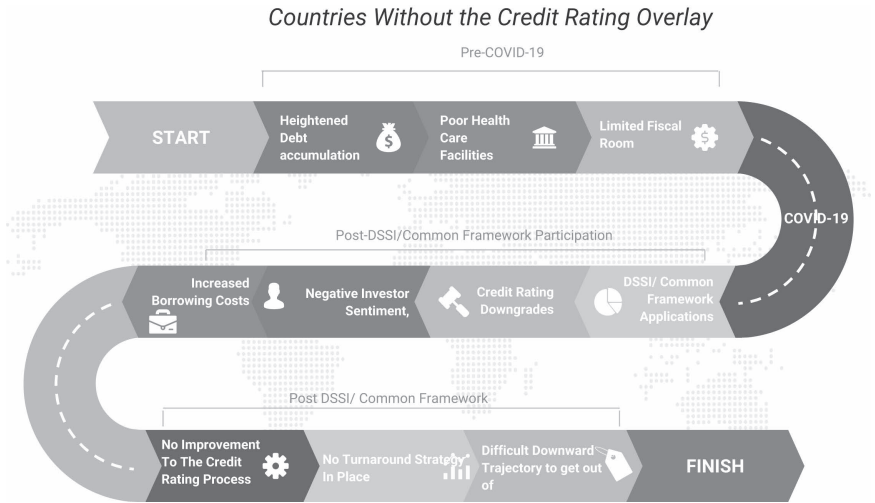 Countries Without the Credit Rating Overlay
Pre-COVID-19
START
Heightened
Debt
accumulation
$
Poor Health
Care
Facilities
Limited Fiscal
Room
$
COVID-19
Post-DSSI/Common Framework Participation
Increased
Borrowing Costs
Negative Investor
Sentiment,
Credit Rating
Downgrades
DSSI/ Common
Framework
Applications
Post DSSI/ Common Framework
No Improvement
To The Credit
Rating Process
No Turnaround Strategy
In Place
Difficult Downward
Trajectory to get out
of
FINISH